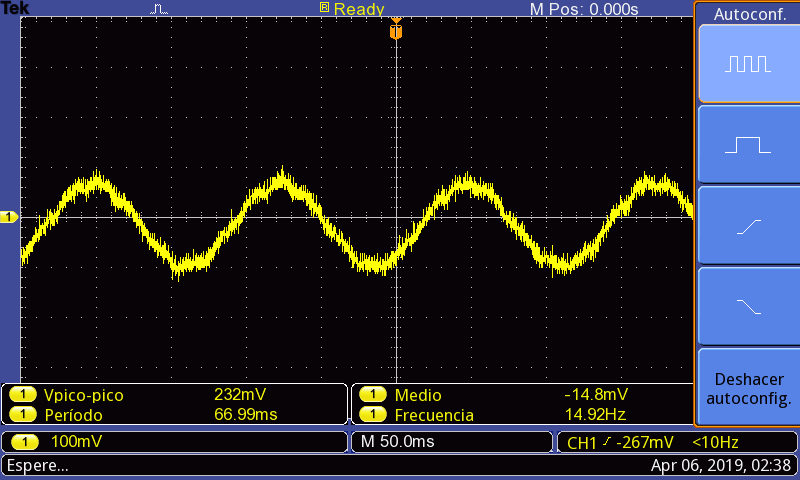 Tek R Ready M Pos: 0.000s Autoconf.
T
1
1 Vpico-pico 232mV 1 Medio -14.8mV
1 Período 66.99ms 1 Frecuencia 14.92Hz
Deshacer
autoconfig.
1 100mV M 50.0ms CH1 -267mV <10Hz
Espere... Apr 06, 2019, 02:38